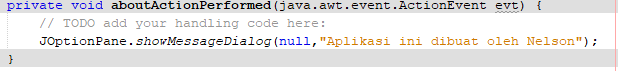 private void aboutActionPerformed(java.awt.event.ActionEvent evt) {
// TODO add your handling code here:
JOptionPane.showMessageDialog(null,"Aplikasi ini dibuat oleh Nelson");
}